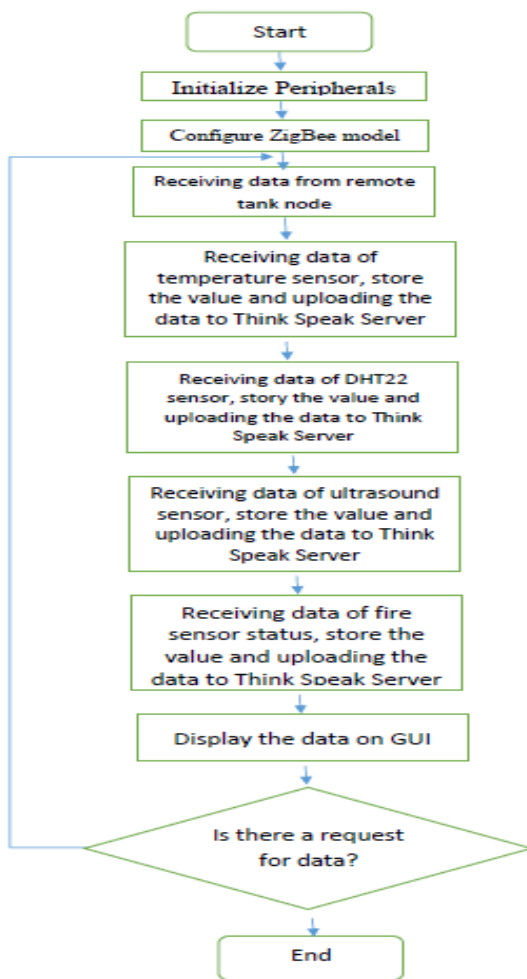 Start
Initialize Peripherals
Configure ZigBee model
Receiving data from remote
tank node
Receiving data of
temperature sensor, store
the value and uploading the
data to Think Speak Server
Receiving data of DHT22
sensor, story the value and
uploading the data to Think
Speak Server
Receiving data of ultrasound
sensor, store the value and
uploading the data to Think
Speak Server
Receiving data of fire
sensor status, store the
value and uploading the
data to Think Speak Server
Display the data on GUI
Is there a request
for data?
End